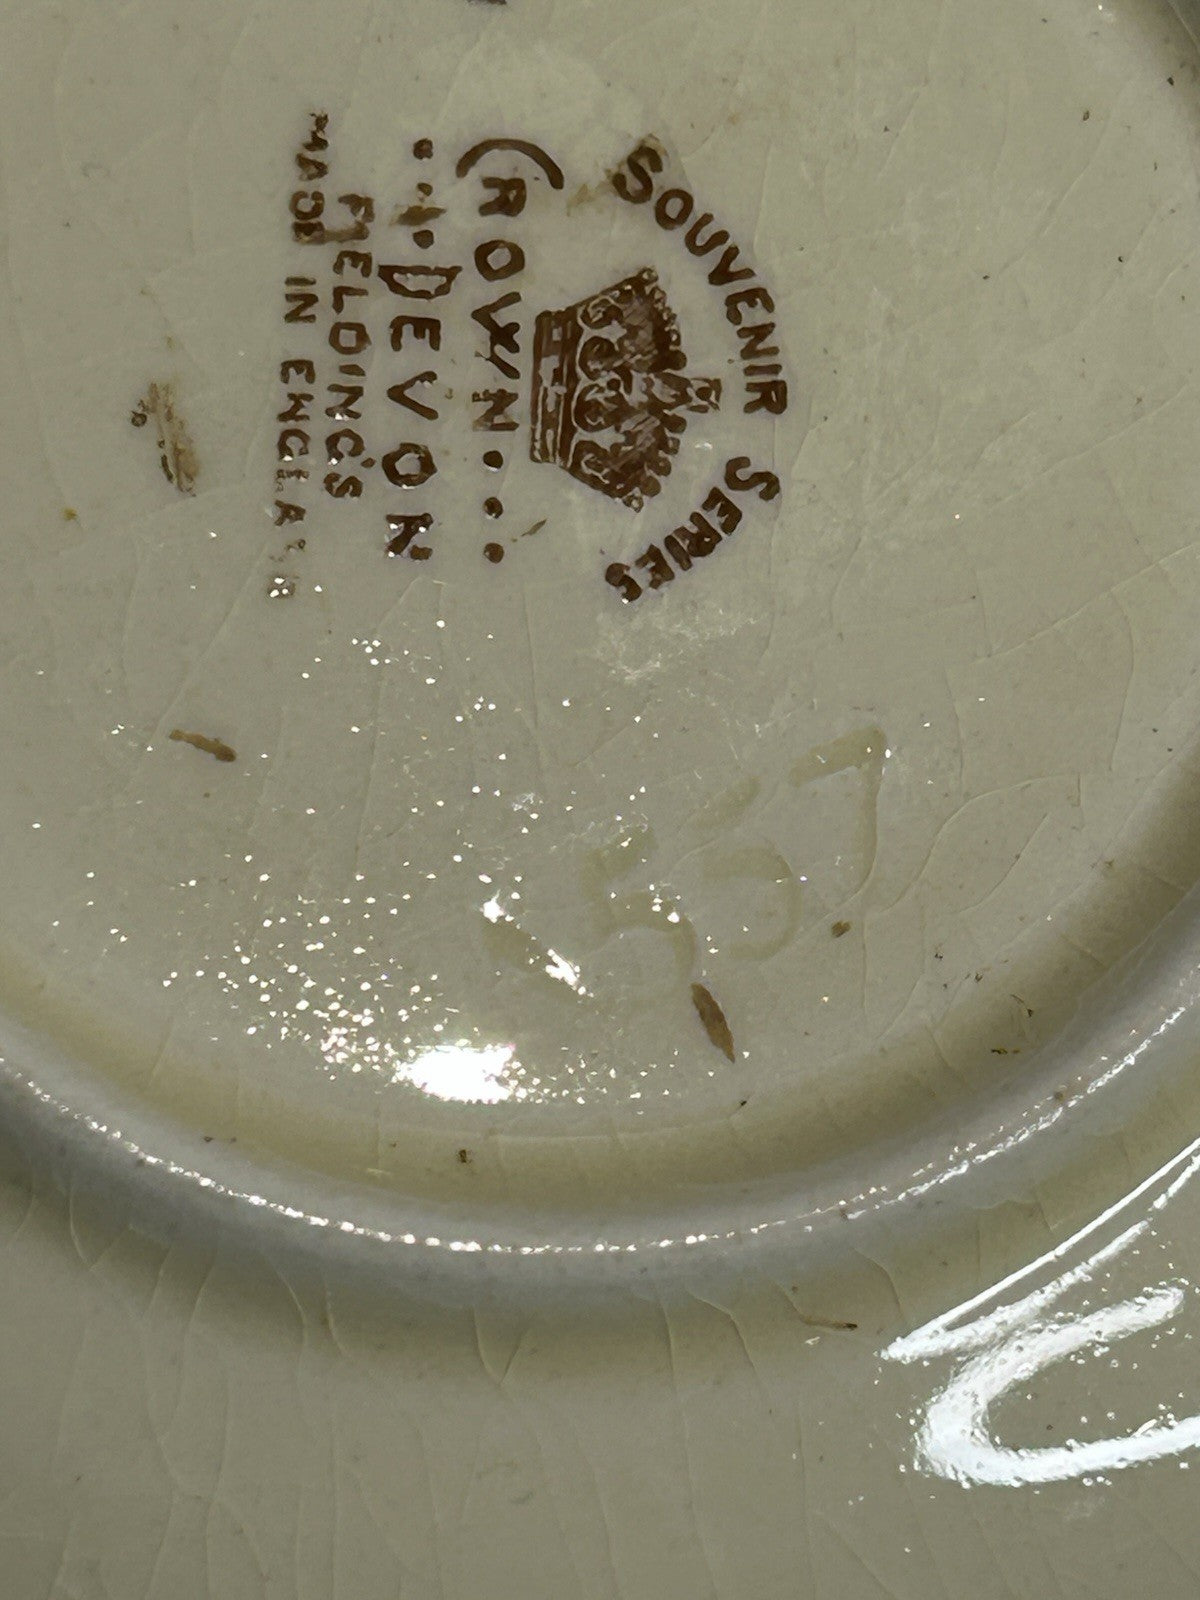 SOUVENIR SERIES
CROWN
DEVON
FIELDING'S
MADE IN ENGLAND